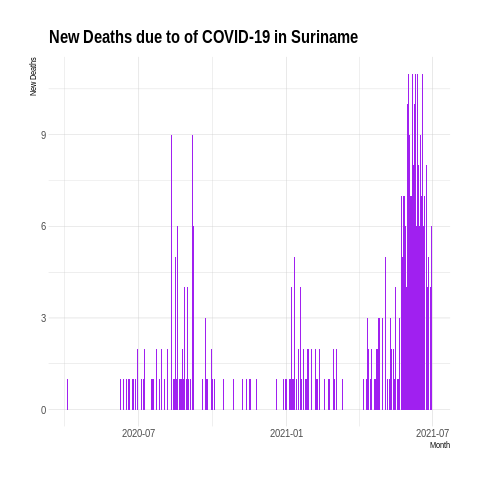 New Deaths due to of COVID-19 in Suriname
New Deaths
9
6
3
0
2020-07 2021-01 2021-07
Month